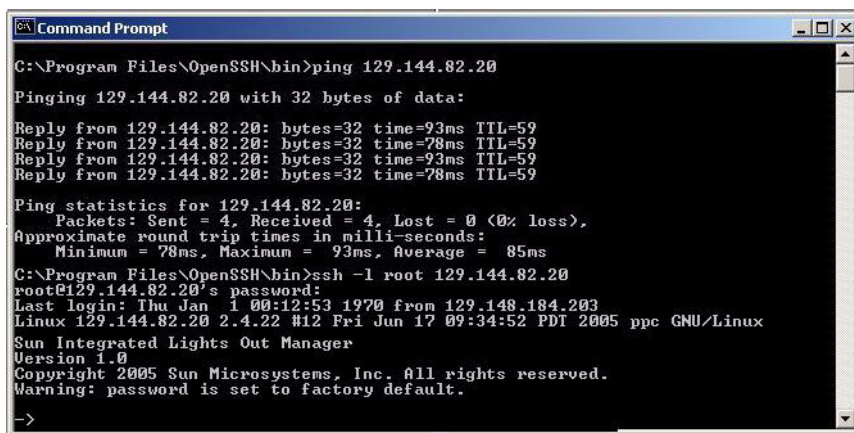 Command Prompt
C:\Program Files\OpenSSH\bin>ping 129.144.82.20
Pinging 129.144.82.20 with 32 bytes of data:
Reply from 129.144.82.20: bytes=32 time=93ms TTL=59
Reply from 129.144.82.20: bytes=32 time=78ms TTL=59
Reply from 129.144.82.20: bytes=32 time=93ms TTL=59
Reply from 129.144.82.20: bytes=32 time=78ms TTL=59
Ping statistics for 129.144.82.20:
Packets: Sent = 4, Received = 4, Lost = 0 (0% loss),
Approximate round trip times in milli-seconds:
Minimum = 78ms, Maximum = 93ms, Average = 85ms
C:\Program Files\OpenSSH\bin>ssh -l root 129.144.82.20
root@129.144.82.20's password:
Last login: Thu Jan 1 00:12:53 1970 from 129.148.184.203
Linux 129.144.82.20 2.4.22 #12 Fri Jun 17 09:34:52 PDT 2005 ppc GNU/Linux
Sun Integrated Lights Out Manager
Version 1.0
Copyright 2005 Sun Microsystems, Inc. All rights reserved.
Warning: password is set to factory default.
->